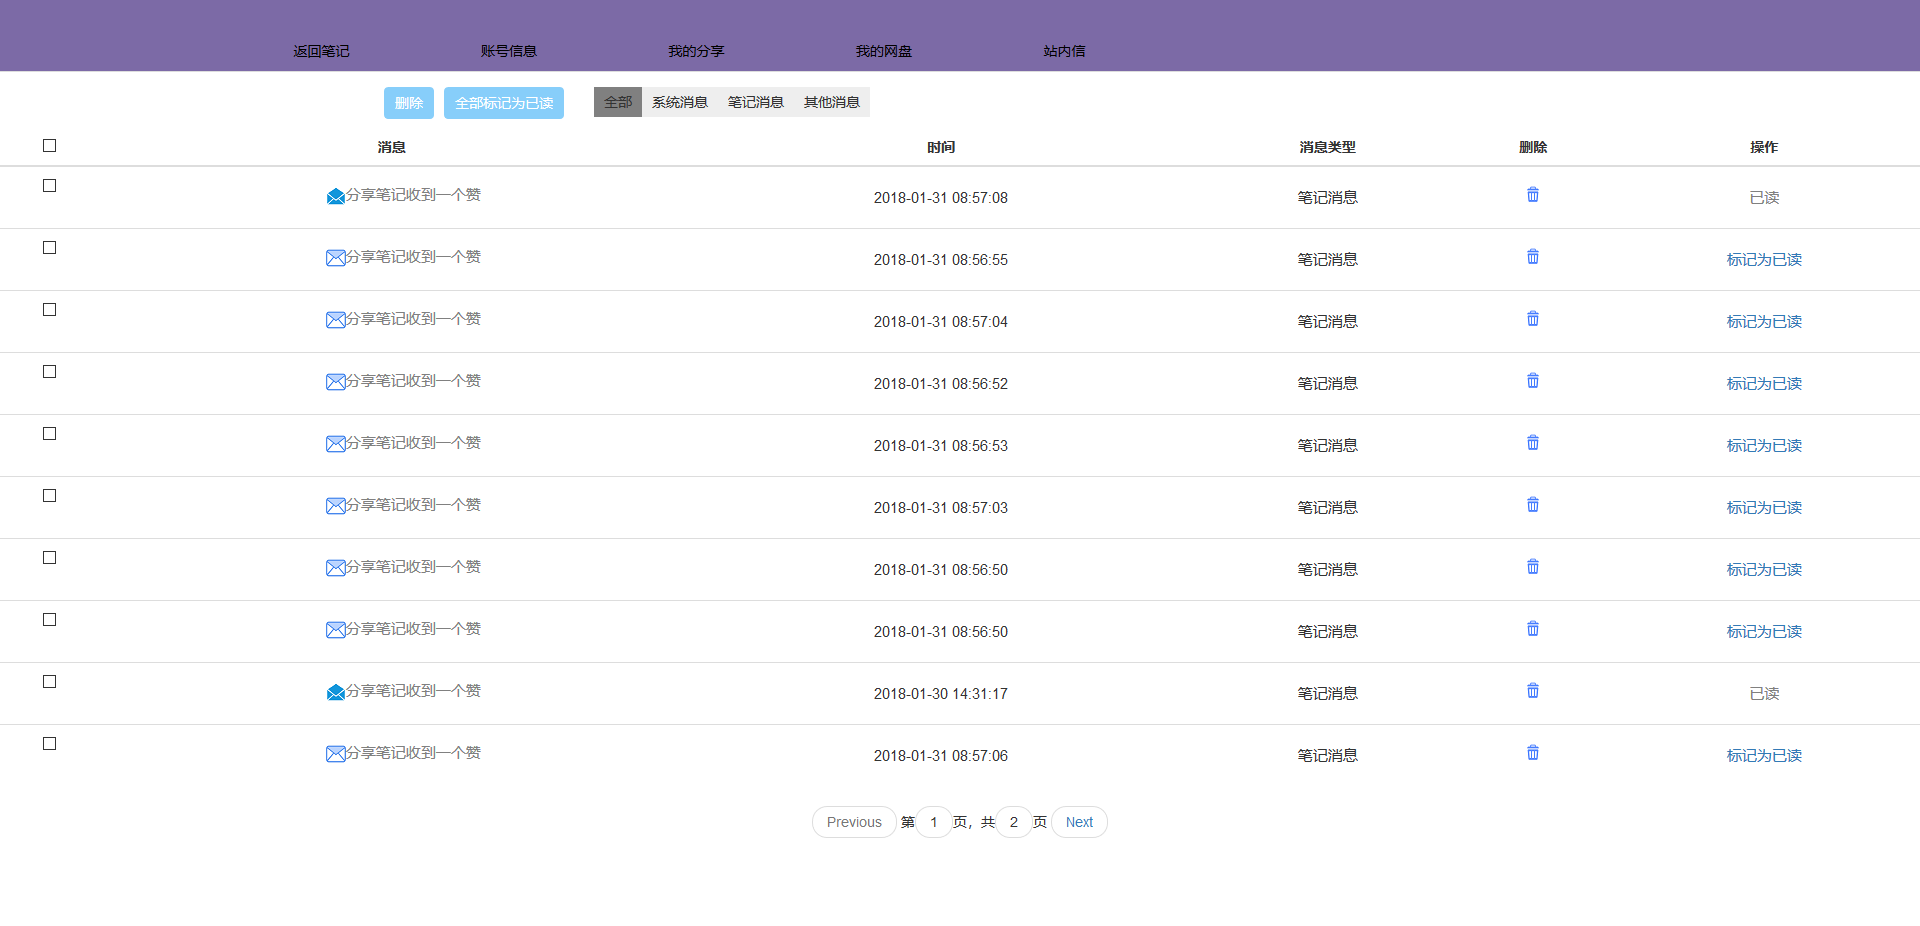 返回笔记 账号信息 我的分享 我的网盘 站内信
删除 全部标记为已读 全部 系统消息 笔记消息 其他消息
消息 时间 消息类型 删除 操作
分享笔记收到一个赞 2018-01-31 08:57:08 笔记消息 已读
分享笔记收到一个赞 2018-01-31 08:56:55 笔记消息 标记为已读
分享笔记收到一个赞 2018-01-31 08:57:04 笔记消息 标记为已读
分享笔记收到一个赞 2018-01-31 08:56:52 笔记消息 标记为已读
分享笔记收到一个赞 2018-01-31 08:56:53 笔记消息 标记为已读
分享笔记收到一个赞 2018-01-31 08:57:03 笔记消息 标记为已读
分享笔记收到一个赞 2018-01-31 08:56:50 笔记消息 标记为已读
分享笔记收到一个赞 2018-01-31 08:56:50 笔记消息 标记为已读
分享笔记收到一个赞 2018-01-30 14:31:17 笔记消息 已读
分享笔记收到一个赞 2018-01-31 08:57:06 笔记消息 标记为已读
Previous 第 1 页，共 2 页 Next